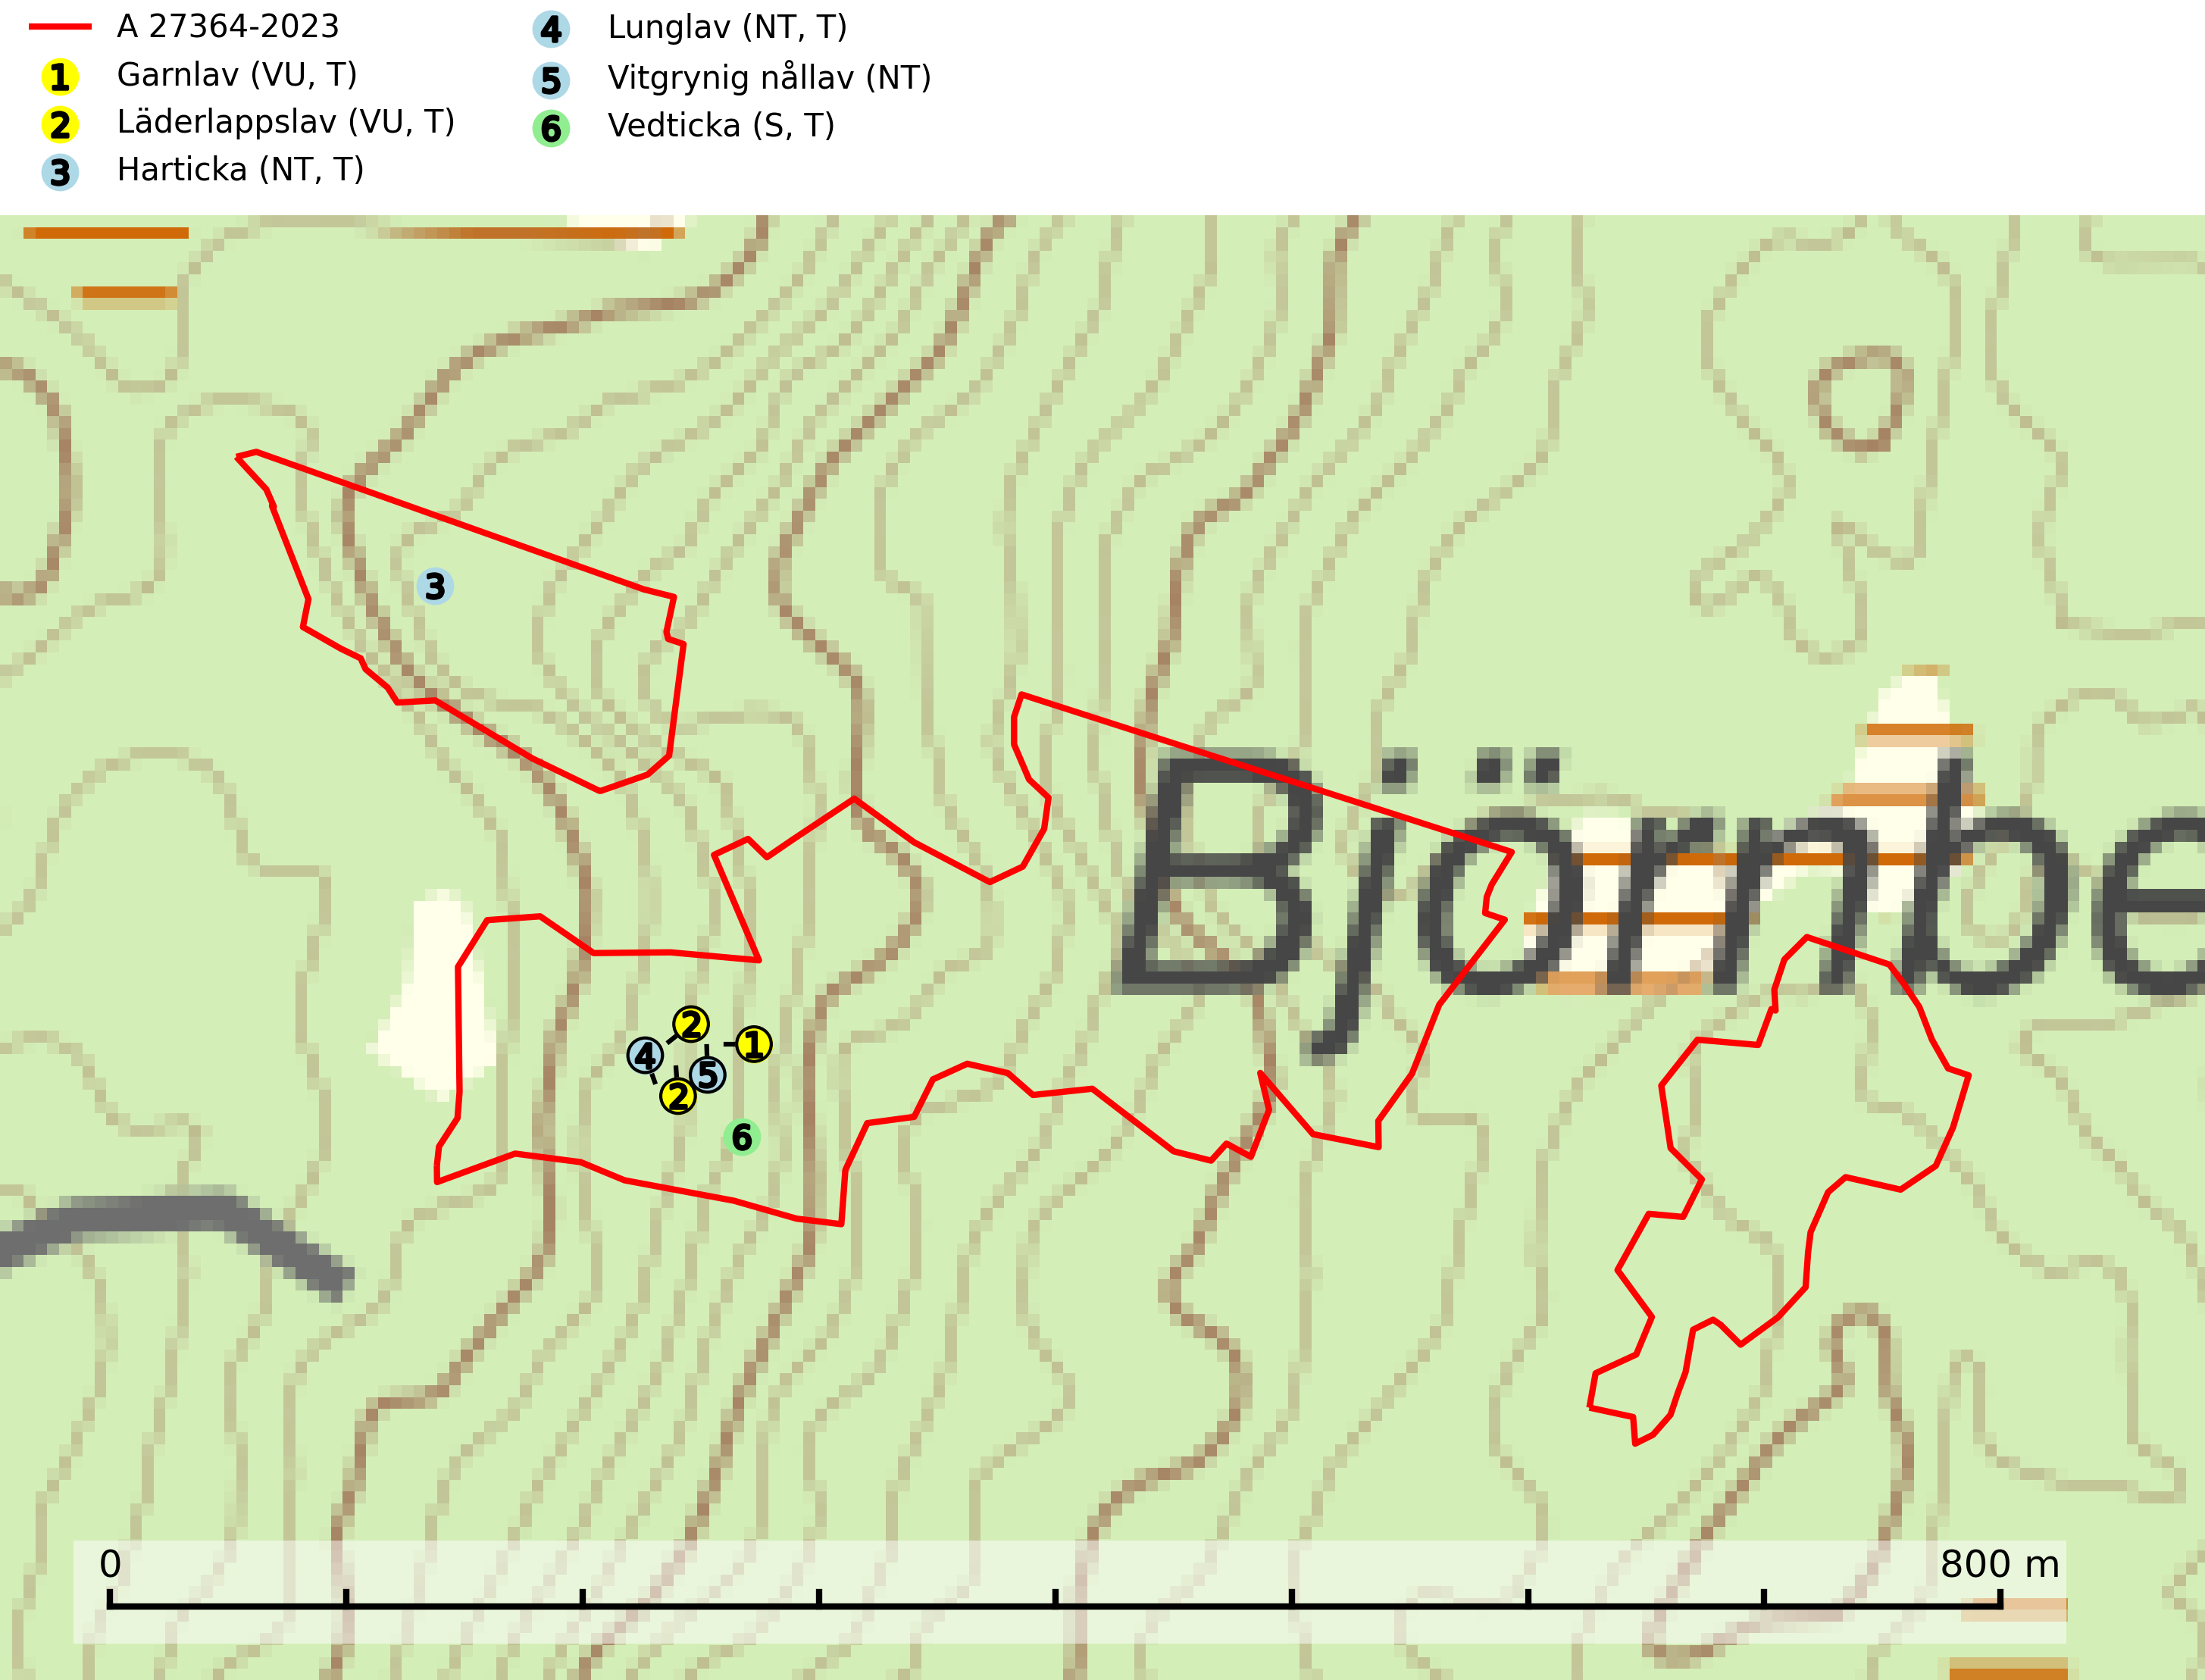 A 27364-2023
1 Garnlav (VU, T)
2 Läderlappslav (VU, T)
3 Harticka (NT, T)
4 Lunglav (NT, T)
5 Vitgrynig nållav (NT)
6 Vedticka (S, T)
3
Björnbe
2
1
4
5
2
6
0 800 m